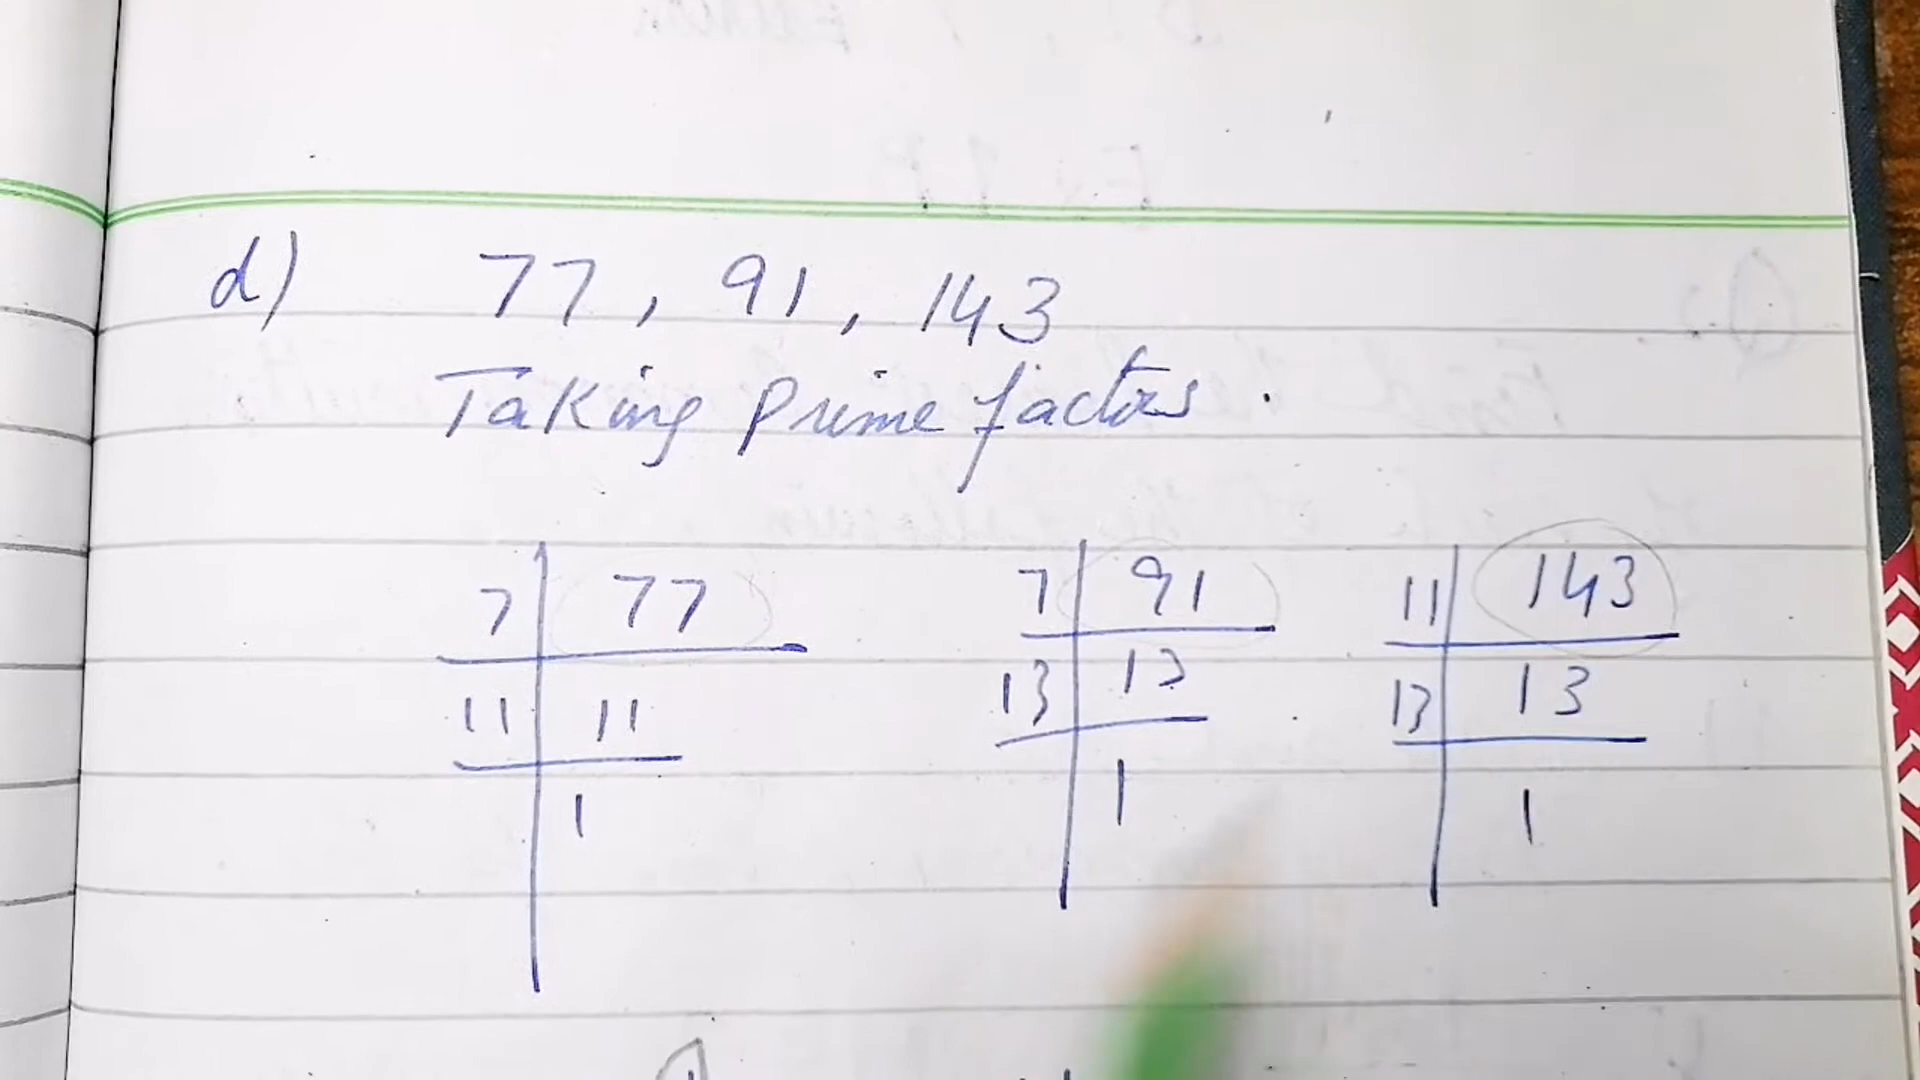 d) 77, 91, 143
Taking prime factors.
7 77 7 91 11 143
11 11 13 13 13 13
1 1 1